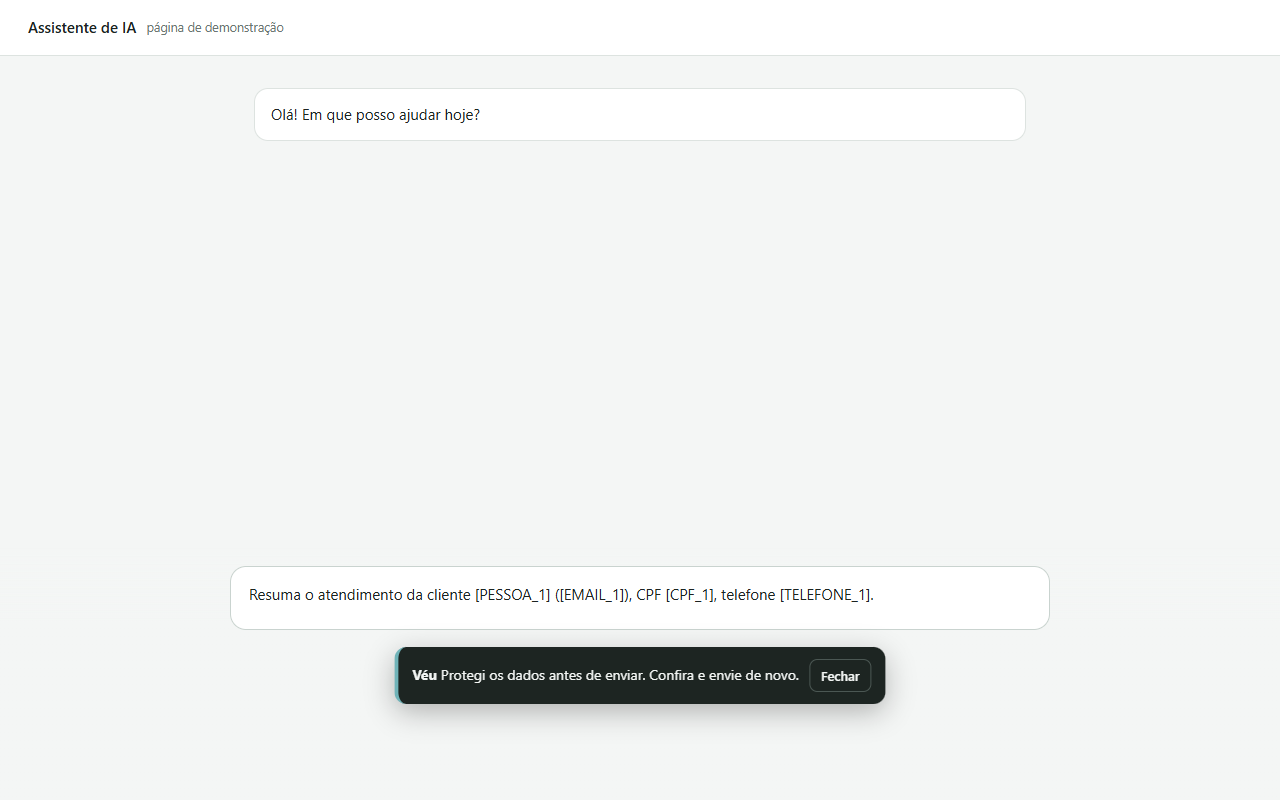 Assistente de IA página de demonstração
Olá! Em que posso ajudar hoje?
Resuma o atendimento da cliente [PESSOA_1] ([EMAIL_1]), CPF [CPF_1], telefone [TELEFONE_1].
Véu Protegi os dados antes de enviar. Confira e envie de novo. Fechar